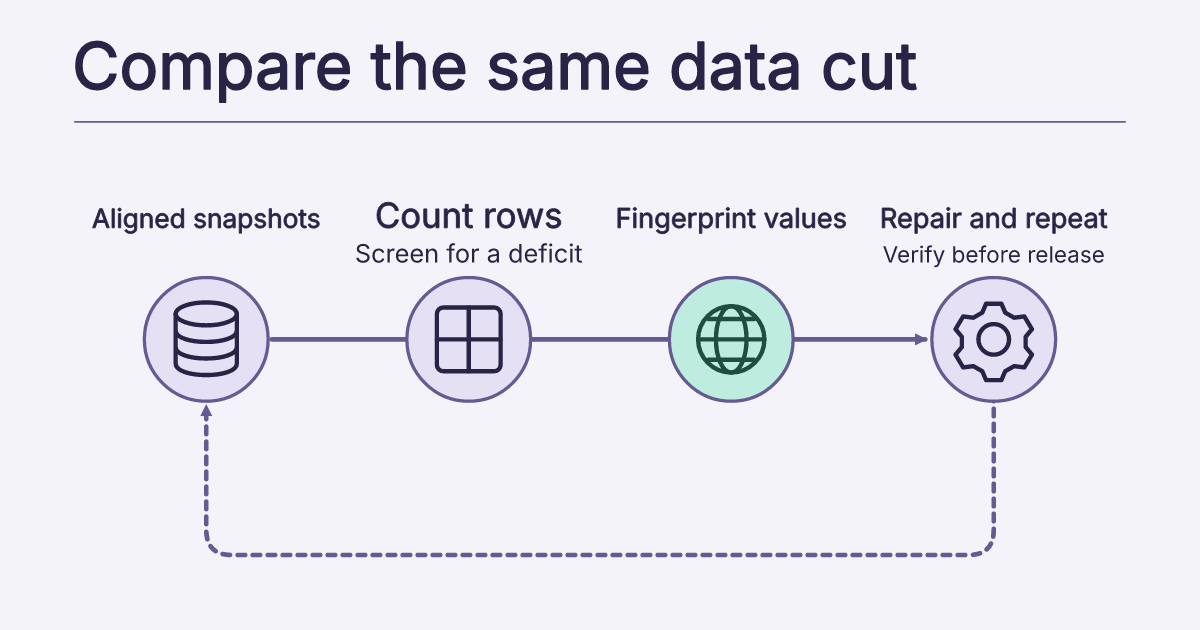 Compare the same data cut
Aligned snapshots
Count rows
Screen for a deficit
Fingerprint values
Repair and repeat
Verify before release